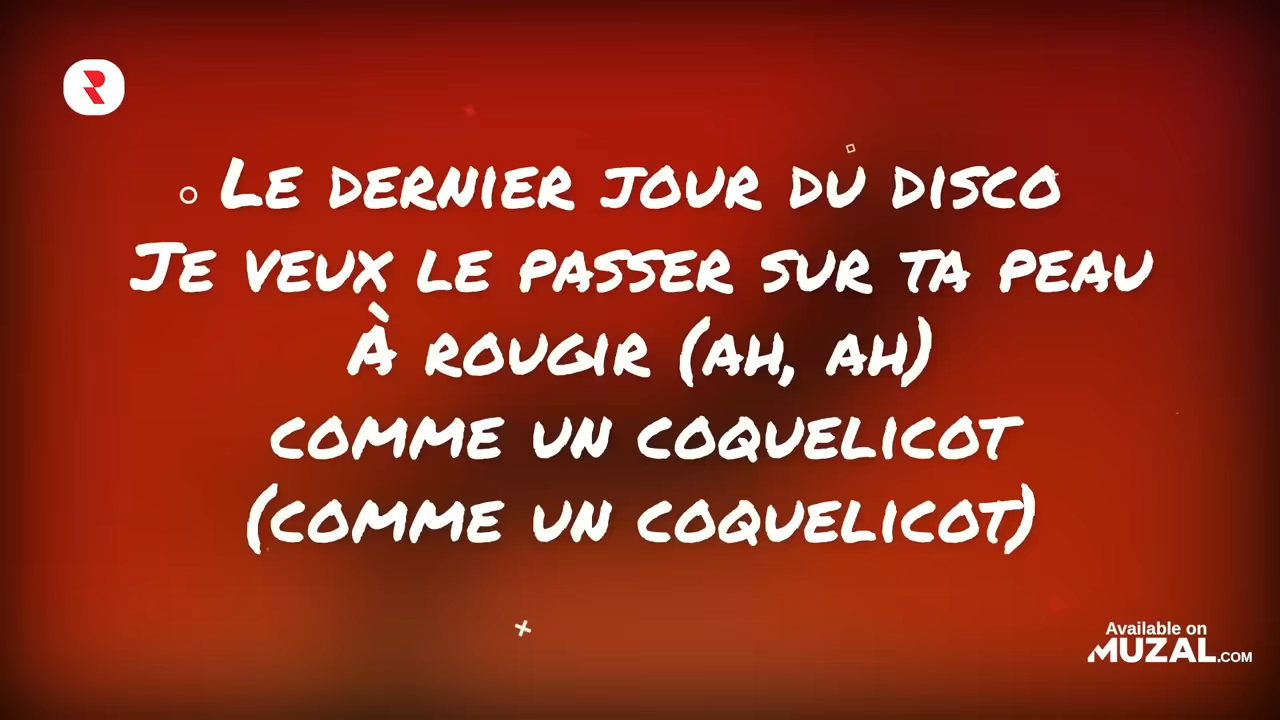 Le dernier jour du disco
Je veux le passer sur ta peau
À rougir (ah, ah)
comme un coquelicot
(comme un coquelicot)
Available on
MUZAL.COM